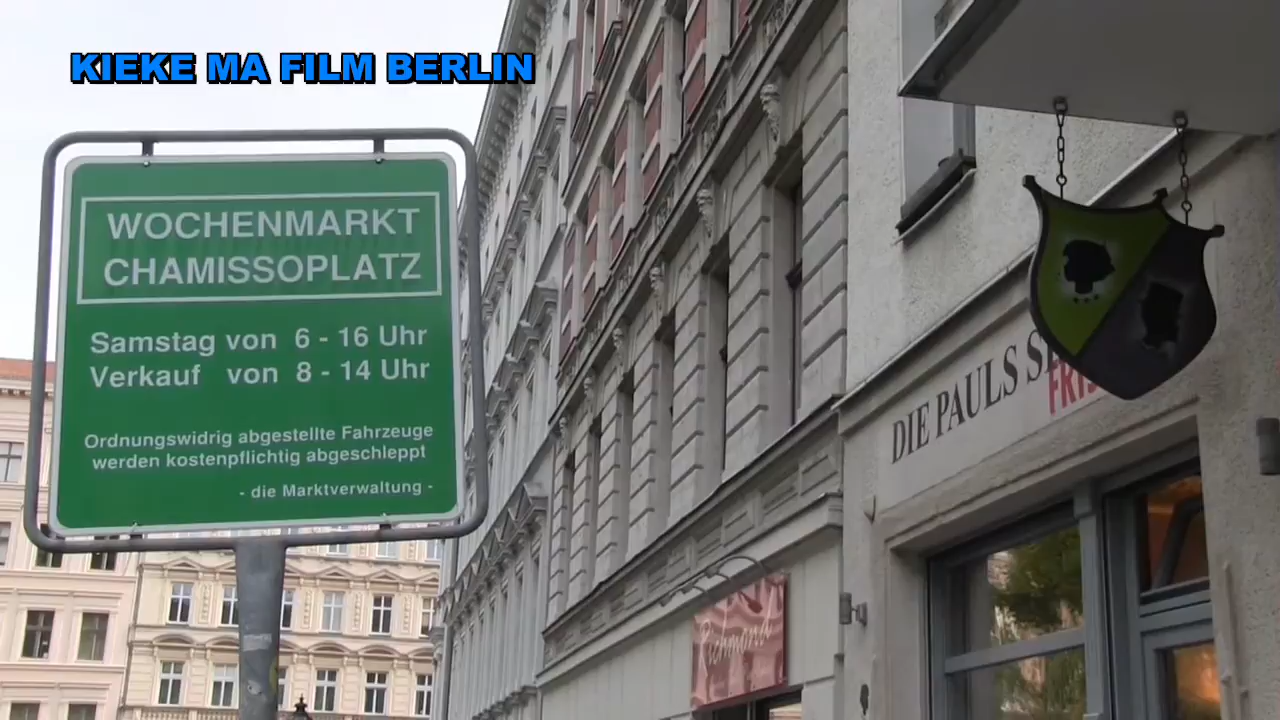 KIEKE MA FILM BERLIN
WOCHENMARKT
CHAMISSOPLATZ
Samstag von 6 - 16 Uhr
Verkauf von 8 - 14 Uhr
Ordnungswidrig abgestellte Fahrzeuge
werden kostenpflichtig abgeschleppt
- die Marktverwaltung -
DIE PAULS
Richmond